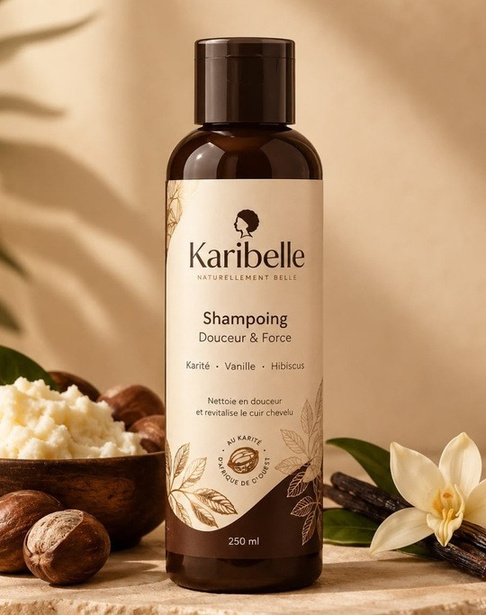 Karibelle
NATURELLEMENT BELLE
Shampoing
Douceur & Force
Karité • Vanille • Hibiscus
Nettoie en douceur
et revitalise le cuir chevelu
AU KARITÉ
D'AFRIQUE DE L'OUEST
250 ml